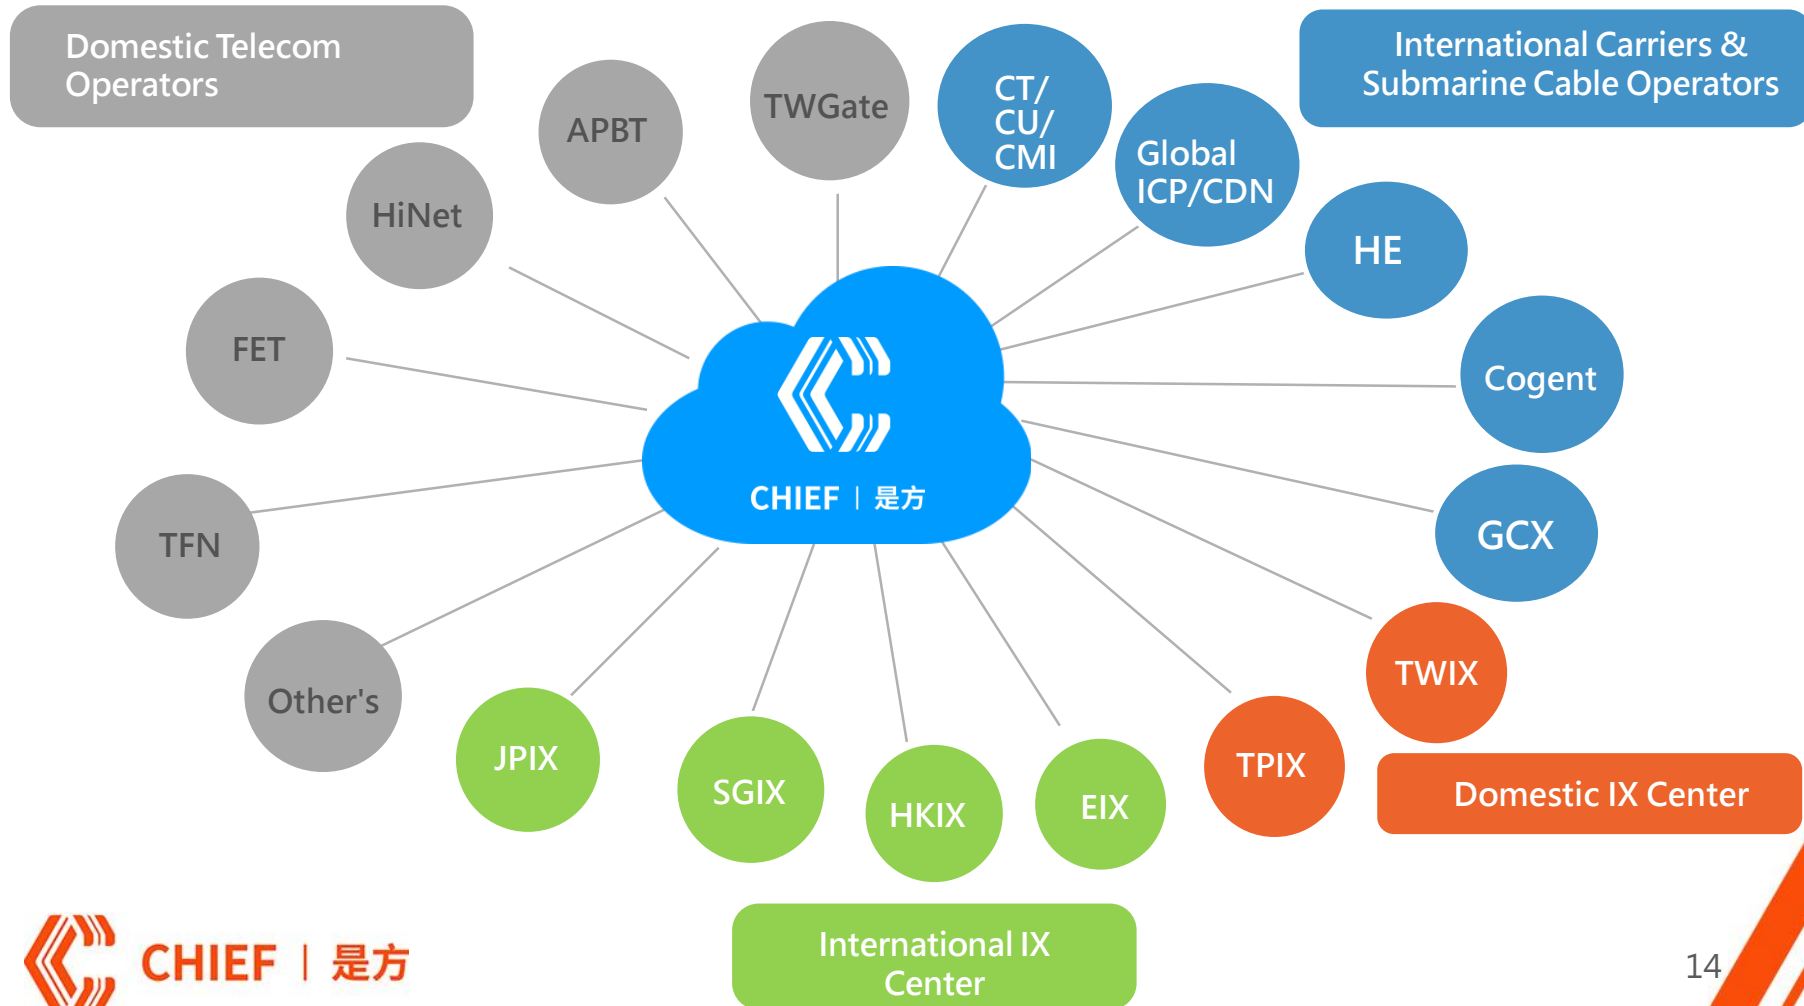 Domestic Telecom
Operators
International Carriers &
Submarine Cable Operators
TWGate
CT/
CU/
CMI
APBT
Global
ICP/CDN
HiNet
HE
FET
Cogent
CHIEF | 是方
TFN
GCX
Other's
TWIX
JPIX
SGIX
HKIX
EIX
TPIX
Domestic IX Center
International IX
Center
CHIEF | 是方
14